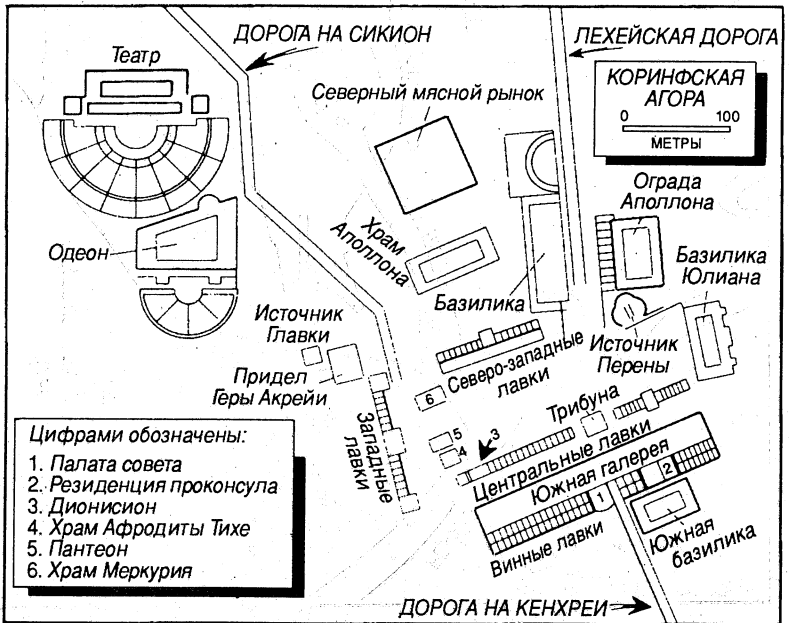 ДОРОГА НА СИКИОН
ЛЕХЕЙСКАЯ ДОРОГА
Театр
КОРИНФСКАЯ
АГОРА
0 100
МЕТРЫ
Северный мясной рынок
Ограда
Аполлона
Храм
Аполлона
Одеон
Базилика
Юлиана
Базилика
Источник
Главки
Источник
Перены
Северо-западные
лавки
Придел
Геры Акрейи
6
Трибуна
Западные
лавки
5
4
3
Центральные лавки
Южная галерея
1
2
Винные лавки
Южная
базилика
Цифрами обозначены:
1. Палата совета
2. Резиденция проконсула
3. Дионисион
4. Храм Афродиты Тихе
5. Пантеон
6. Храм Меркурия
ДОРОГА НА КЕНХРЕИ